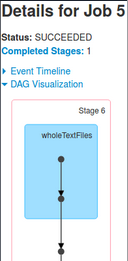 Details for Job 5
Status: SUCCEEDED
Completed Stages: 1
Event Timeline
DAG Visualization
Stage 6
wholeTextFiles